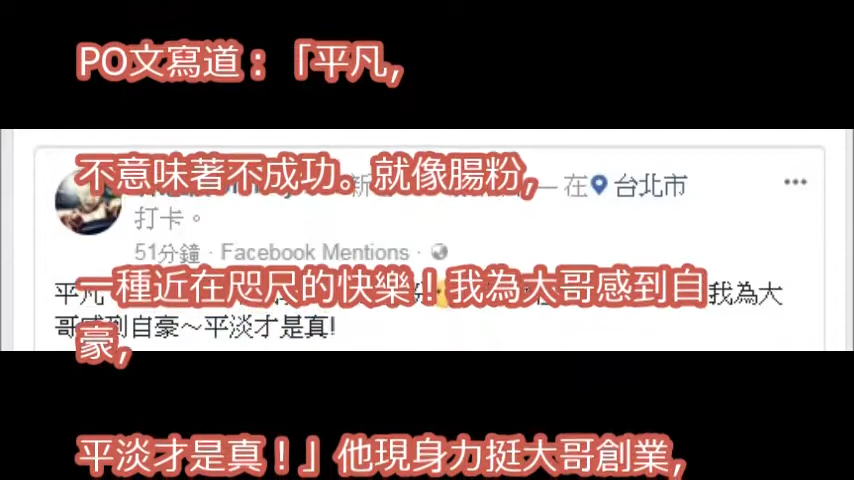 PO文寫道：「平凡，
不意味著不成功。就像腸粉，
新
— 在 台北市
打卡。
51分鐘 · Facebook Mentions ·
一種近在咫尺的快樂！我為大哥感到自
平凡
我為大
哥感到自豪～平淡才是真!
豪，
平淡才是真！」他現身力挺大哥創業，